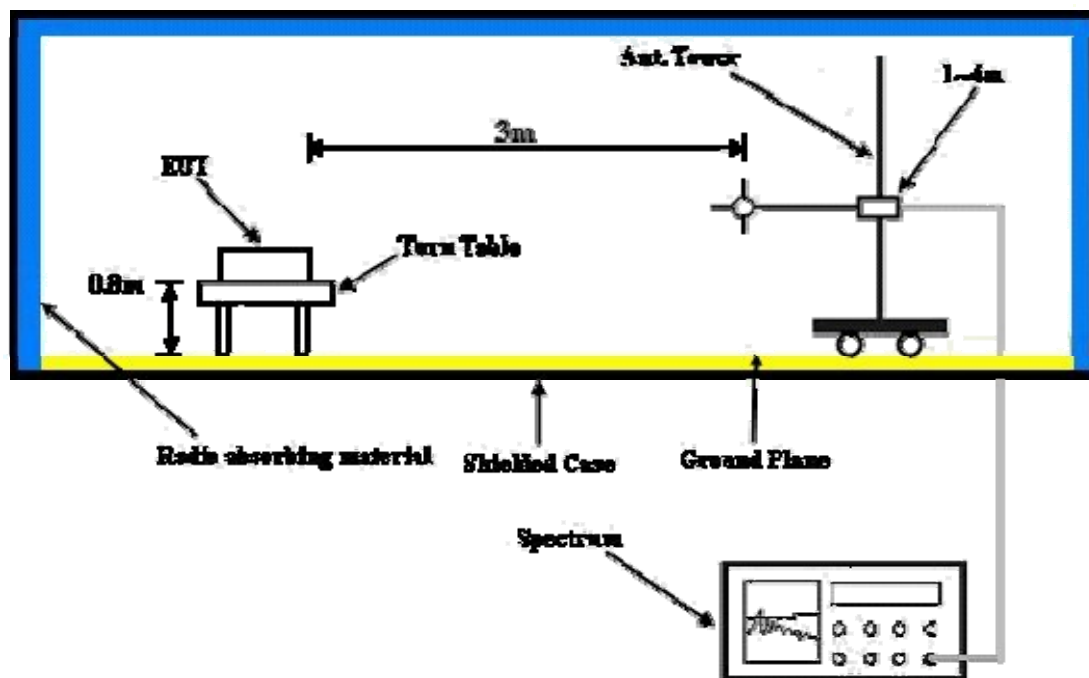 Ant. Tower
1~4m
3m
EUT
Turn Table
0.8m
Radio absorbing material
Shielded Case
Ground Plane
Spectrum